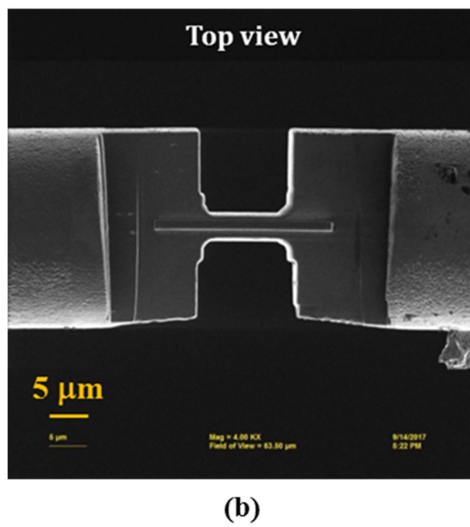 Top view
5 μm
5 μm
Mag = 4.00 KX
Field of View = 63.50 μm
9/14/2017
5:22 PM
(b)